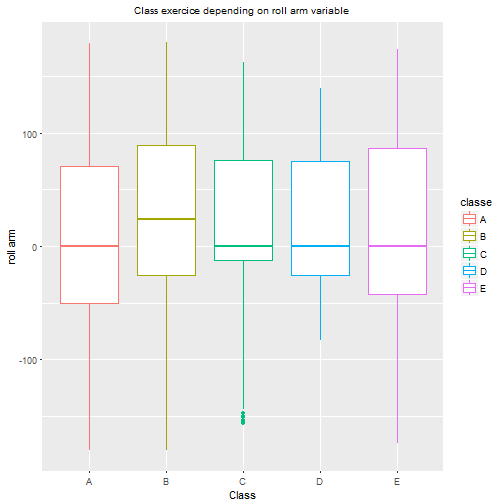 Class exercice depending on roll arm variable
roll arm
100
0
-100
A B C D E
Class
classe
A
B
C
D
E